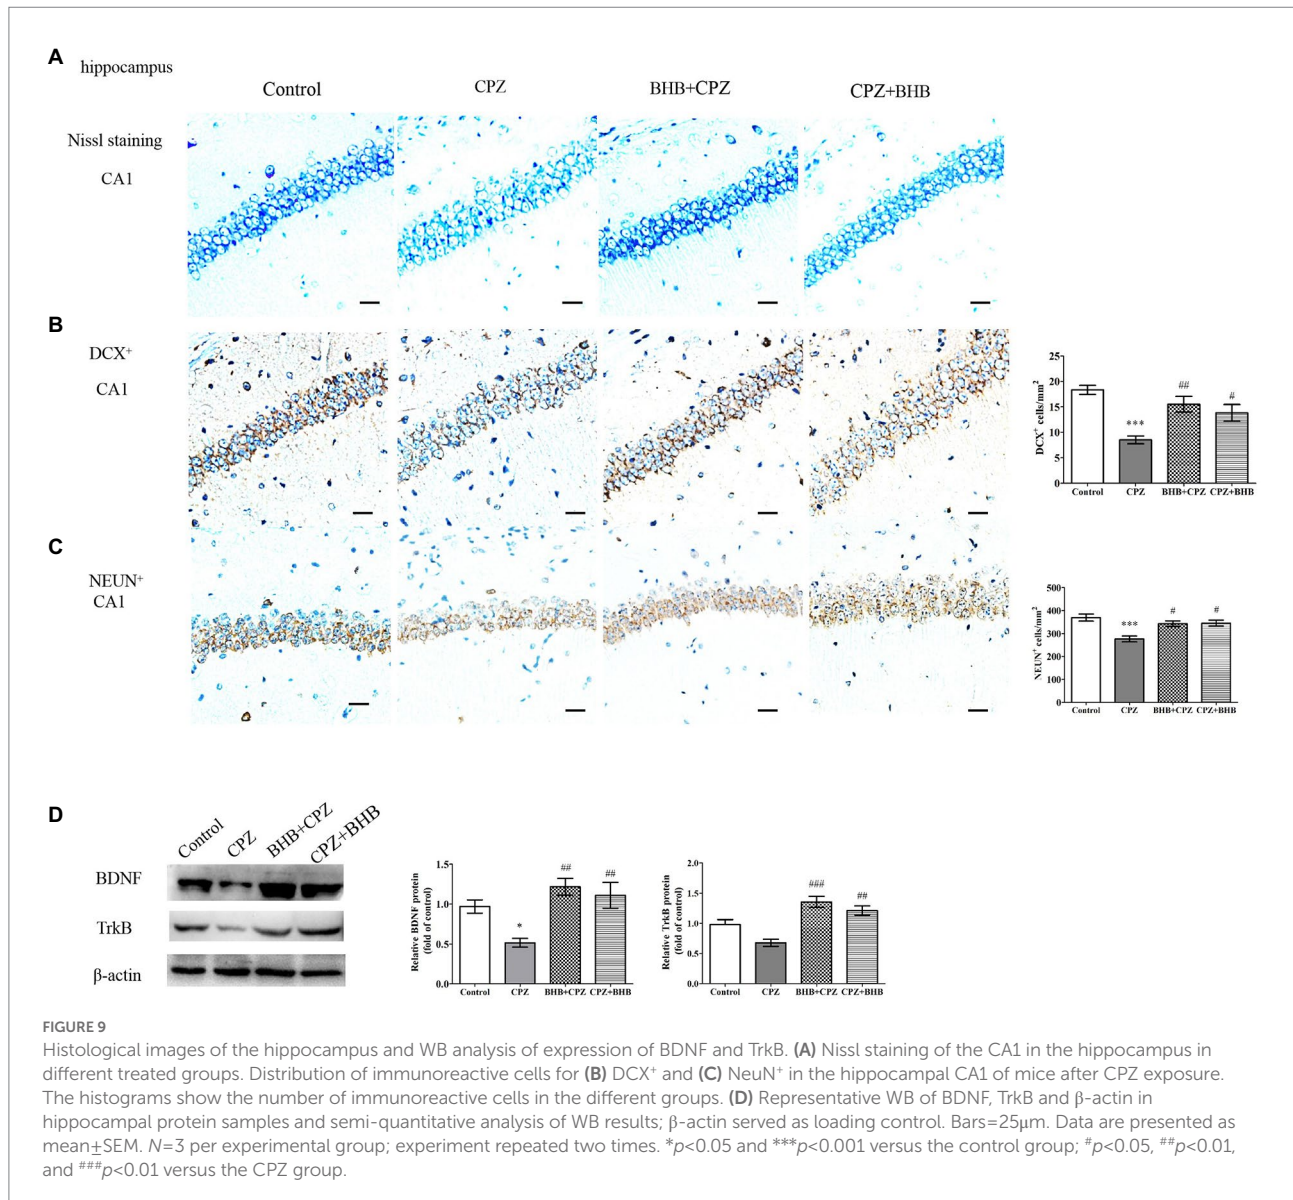 A
hippocampus
Control CPZ BHB+CPZ CPZ+BHB
Nissl staining
CA1
B
DCX⁺
CA1
25
20
15
10
5
0
DCX⁺ cells/mm²
***
##
#
Control CPZ BHB+CPZ CPZ+BHB
C
NEUN⁺
CA1
500
400
300
200
100
0
NEUN⁺ cells/mm²
***
#
#
Control CPZ BHB+CPZ CPZ+BHB
D
Control CPZ BHB+CPZ CPZ+BHB
BDNF
TrkB
β-actin
1.5
1.0
0.5
0.0
Relative BDNF protein
(fold of control)
*
##
##
Control CPZ BHB+CPZ CPZ+BHB
2.0
1.5
1.0
0.5
0.0
Relative TrkB protein
(fold of control)
###
##
Control CPZ BHB+CPZ CPZ+BHB
FIGURE 9
Histological images of the hippocampus and WB analysis of expression of BDNF and TrkB. (A) Nissl staining of the CA1 in the hippocampus in
different treated groups. Distribution of immunoreactive cells for (B) DCX⁺ and (C) NeuN⁺ in the hippocampal CA1 of mice after CPZ exposure.
The histograms show the number of immunoreactive cells in the different groups. (D) Representative WB of BDNF, TrkB and β-actin in
hippocampal protein samples and semi-quantitative analysis of WB results; β-actin served as loading control. Bars=25μm. Data are presented as
mean±SEM. N=3 per experimental group; experiment repeated two times. *p<0.05 and ***p<0.001 versus the control group; #p<0.05, ##p<0.01,
and ###p<0.01 versus the CPZ group.